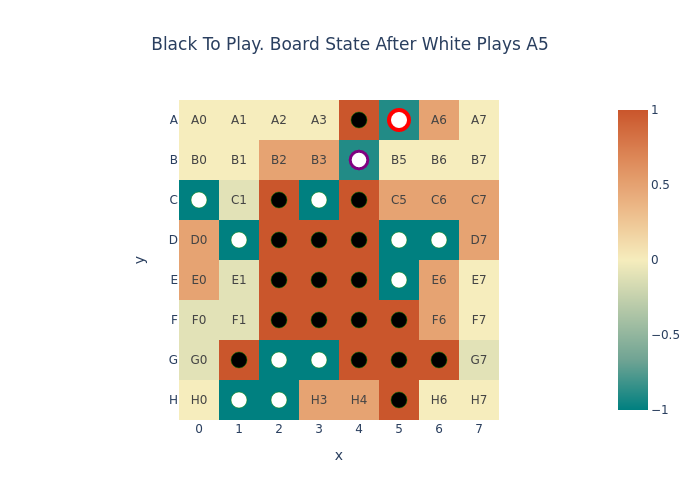 Black To Play. Board State After White Plays A5
A A0 A1 A2 A3 A6 A7
B B0 B1 B2 B3 B5 B6 B7
C C1 C5 C6 C7
D D0 D7
E E0 E1 E6 E7
F F0 F1 F6 F7
G G0 G7
H H0 H3 H4 H6 H7
0 1 2 3 4 5 6 7
x
y
1
0.5
0
−0.5
−1